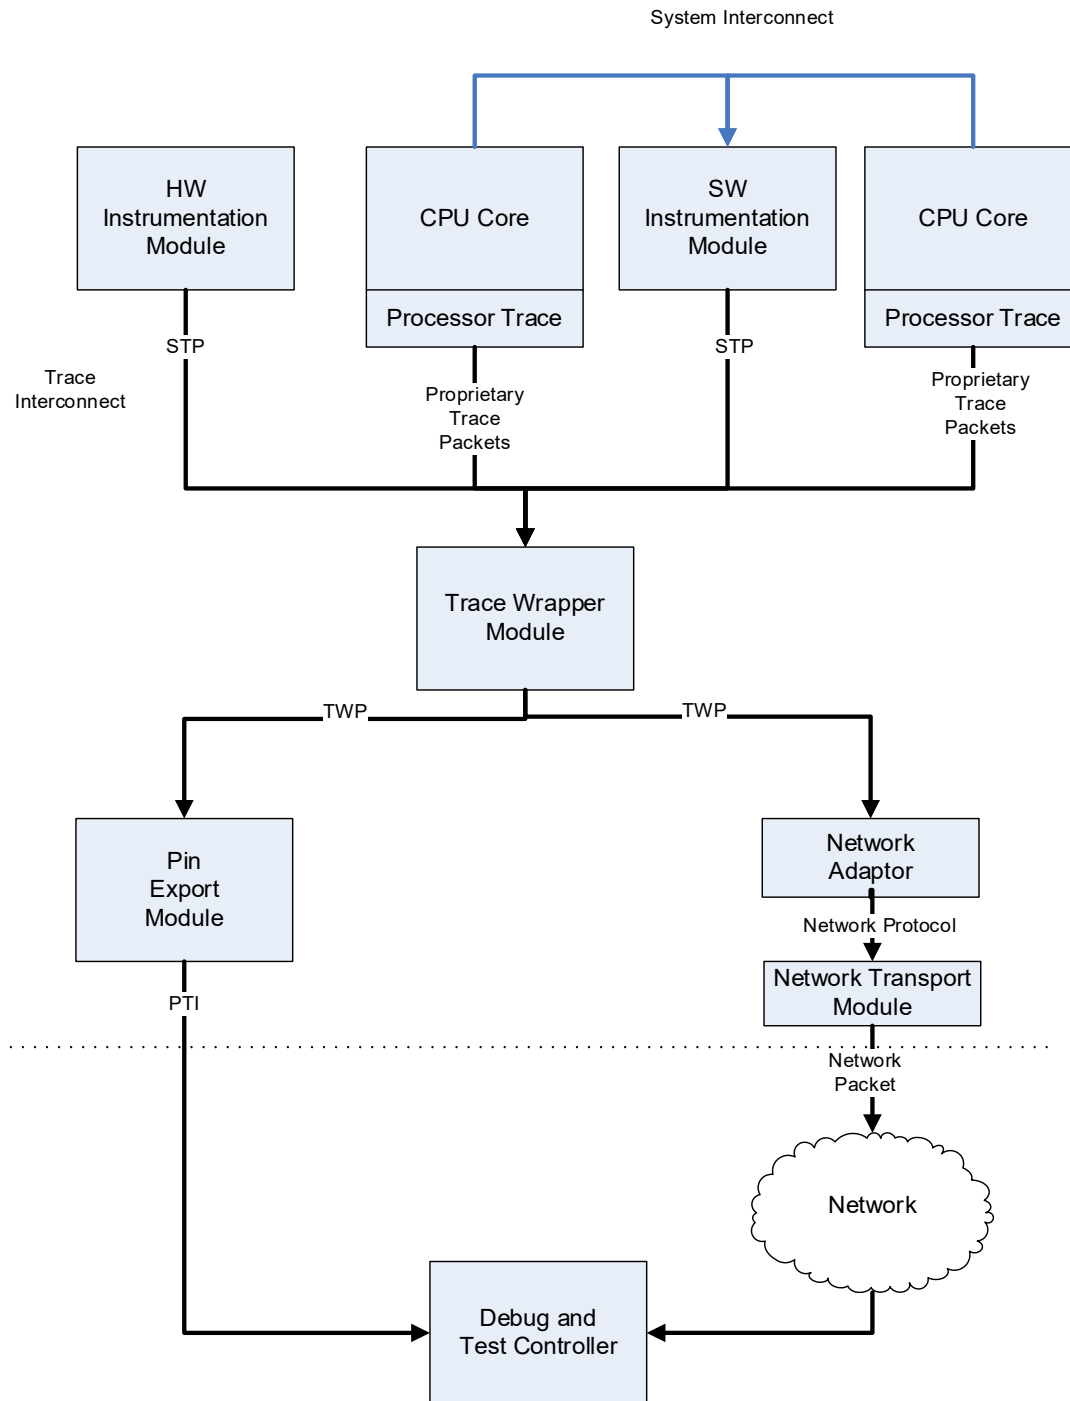 System Interconnect
HW
Instrumentation
Module
CPU Core
SW
Instrumentation
Module
CPU Core
Processor Trace
Processor Trace
STP
STP
Trace
Interconnect
Proprietary
Trace
Packets
Proprietary
Trace
Packets
Trace Wrapper
Module
TWP
TWP
Pin
Export
Module
Network
Adaptor
Network Protocol
Network Transport
Module
PTI
Network
Packet
Network
Debug and
Test Controller